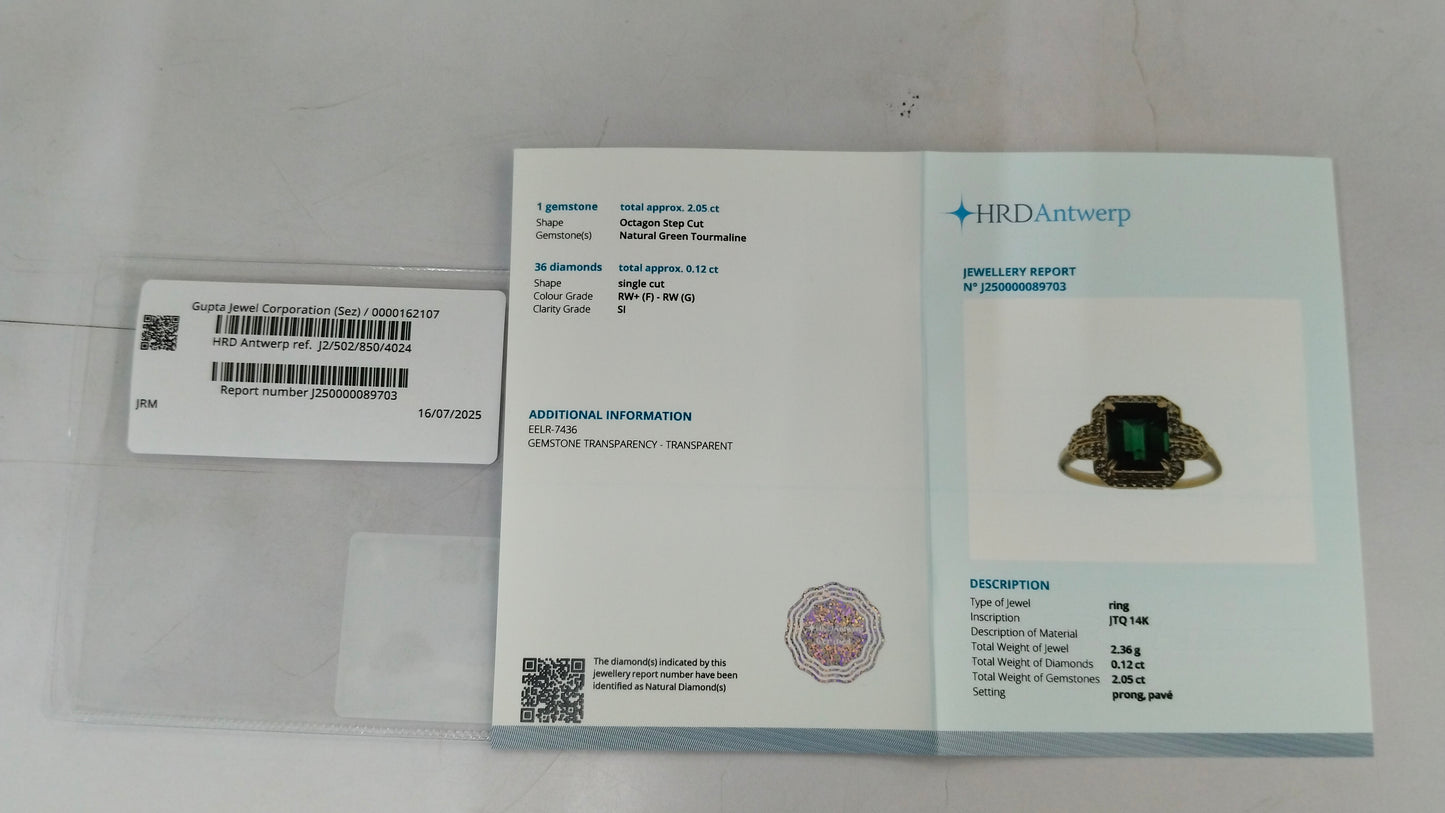 Gupta Jewel Corporation (Sez) / 0000162107
HRD Antwerp ref. J2/502/850/4024
Report number J250000089703
JRM
16/07/2025
1 gemstone total approx. 2.05 ct
Shape Octagon Step Cut
Gemstone(s) Natural Green Tourmaline
36 diamonds total approx. 0.12 ct
Shape single cut
Colour Grade RW+ (F) - RW (G)
Clarity Grade SI
ADDITIONAL INFORMATION
EELR-7436
GEMSTONE TRANSPARENCY - TRANSPARENT
The diamond(s) indicated by this
jewellery report number have been
identified as Natural Diamond(s)
HRDAntwerp
JEWELLERY REPORT
N° J250000089703
DESCRIPTION
Type of Jewel ring
Inscription JTQ 14K
Description of Material
Total Weight of Jewel 2.36 g
Total Weight of Diamonds 0.12 ct
Total Weight of Gemstones 2.05 ct
Setting prong, pavé